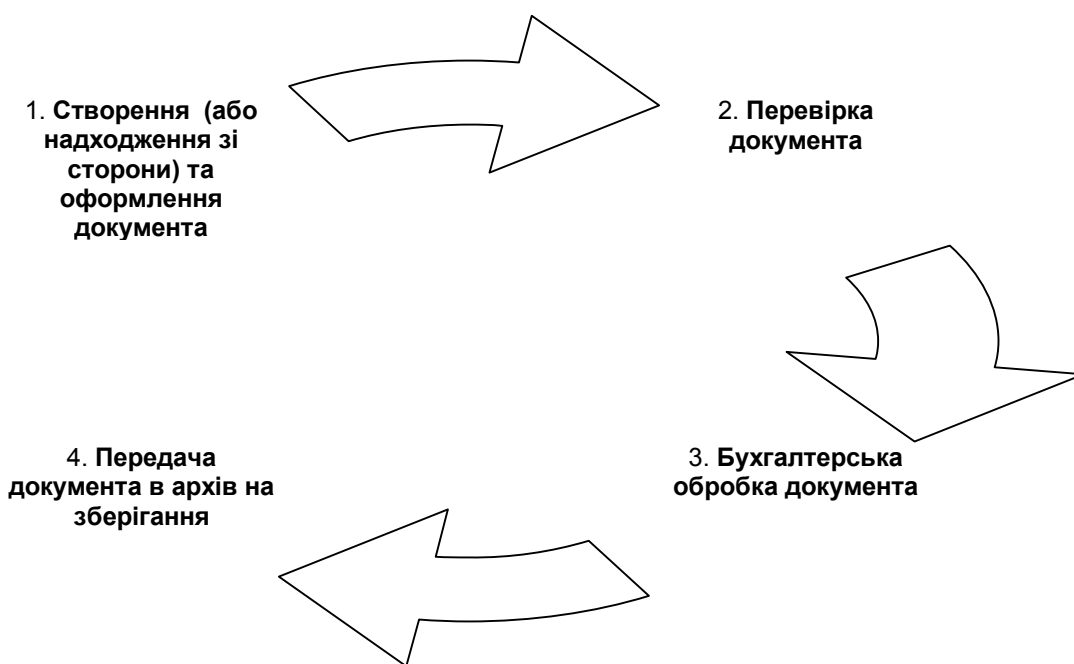 1. Створення (або
надходження зі
сторони) та
оформлення
документа
2. Перевірка
документа
3. Бухгалтерська
обробка документа
4. Передача
документа в архів на
зберігання